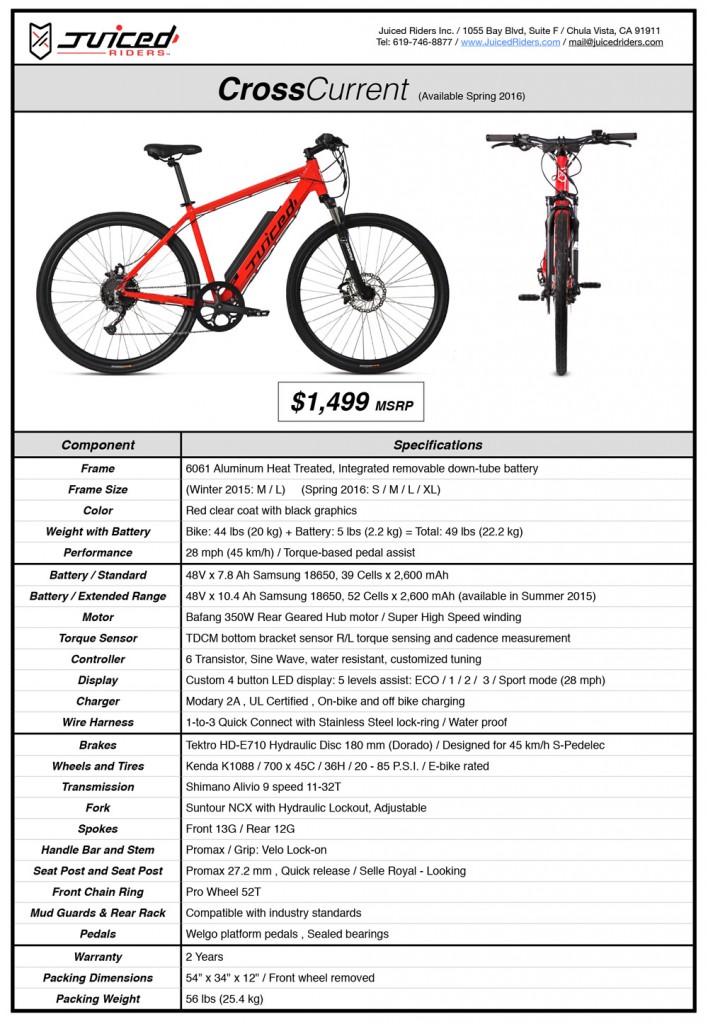 Juiced
RIDERS
Juiced Riders Inc. / 1055 Bay Blvd, Suite F / Chula Vista, CA 91911
Tel: 619-746-8877 / www.JuicedRiders.com / mail@juicedriders.com
CrossCurrent (Available Spring 2016)
Juiced
$1,499 MSRP
Component Specifications
Frame 6061 Aluminum Heat Treated, Integrated removable down-tube battery
Frame Size (Winter 2015: M / L) (Spring 2016: S / M / L / XL)
Color Red clear coat with black graphics
Weight with Battery Bike: 44 lbs (20 kg) + Battery: 5 lbs (2.2 kg) = Total: 49 lbs (22.2 kg)
Performance 28 mph (45 km/h) / Torque-based pedal assist
Battery / Standard 48V x 7.8 Ah Samsung 18650, 39 Cells x 2,600 mAh
Battery / Extended Range 48V x 10.4 Ah Samsung 18650, 52 Cells x 2,600 mAh (available in Summer 2015)
Motor Bafang 350W Rear Geared Hub motor / Super High Speed winding
Torque Sensor TDCM bottom bracket sensor R/L torque sensing and cadence measurement
Controller 6 Transistor, Sine Wave, water resistant, customized tuning
Display Custom 4 button LED display: 5 levels assist: ECO / 1 / 2 / 3 / Sport mode (28 mph)
Charger Modary 2A , UL Certified , On-bike and off bike charging
Wire Harness 1-to-3 Quick Connect with Stainless Steel lock-ring / Water proof
Brakes Tektro HD-E710 Hydraulic Disc 180 mm (Dorado) / Designed for 45 km/h S-Pedelec
Wheels and Tires Kenda K1088 / 700 x 45C / 36H / 20 - 85 P.S.I. / E-bike rated
Transmission Shimano Alivio 9 speed 11-32T
Fork Suntour NCX with Hydraulic Lockout, Adjustable
Spokes Front 13G / Rear 12G
Handle Bar and Stem Promax / Grip: Velo Lock-on
Seat Post and Seat Post Promax 27.2 mm , Quick release / Selle Royal - Looking
Front Chain Ring Pro Wheel 52T
Mud Guards & Rear Rack Compatible with industry standards
Pedals Welgo platform pedals , Sealed bearings
Warranty 2 Years
Packing Dimensions 54" x 34" x 12" / Front wheel removed
Packing Weight 56 lbs (25.4 kg)